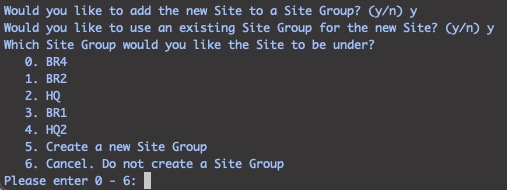 Would you like to add the new Site to a Site Group? (y/n) y
Would you like to use an existing Site Group for the new Site? (y/n) y
Which Site Group would you like the Site to be under?
0. BR4
1. BR2
2. HQ
3. BR1
4. HQ2
5. Create a new Site Group
6. Cancel. Do not create a Site Group
Please enter 0 - 6: